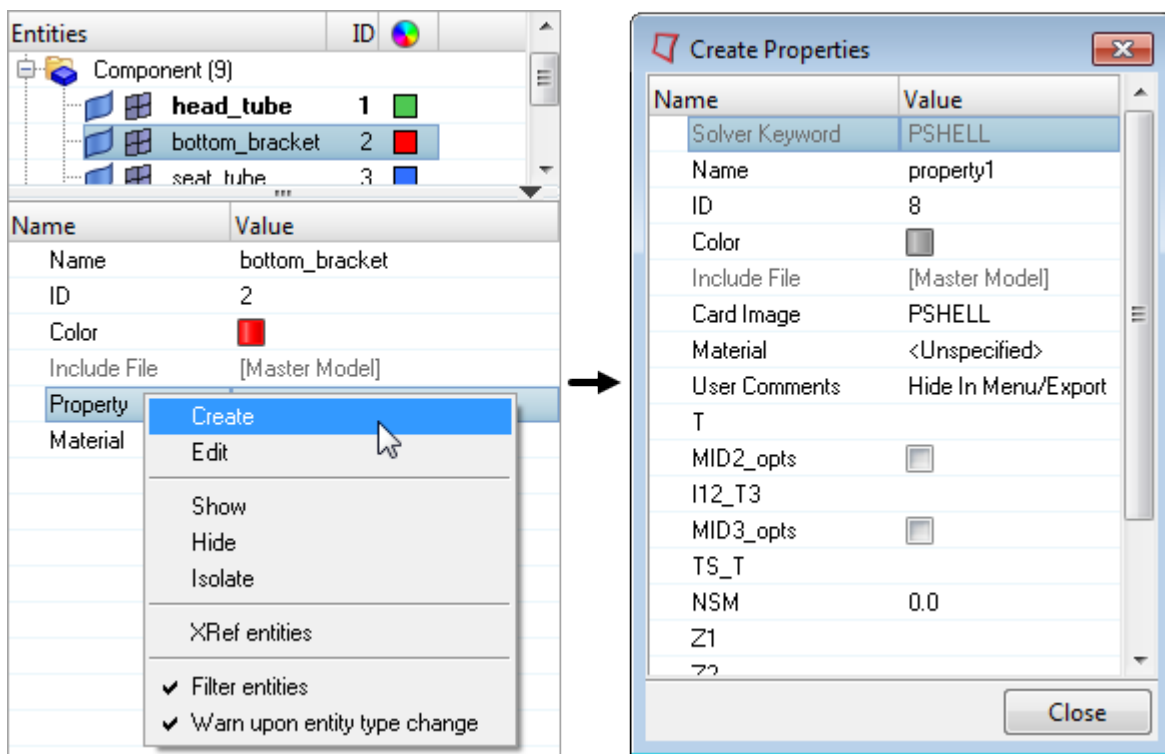 Entities ID
Component (9)
head_tube 1
bottom_bracket 2
seat_tube 3
Name Value
Name bottom_bracket
ID 2
Color
Include File [Master Model]
Property
Material
Create
Edit
Show
Hide
Isolate
XRef entities
Filter entities
Warn upon entity type change
Create Properties
Name Value
Solver Keyword PSHELL
Name property1
ID 8
Color
Include File [Master Model]
Card Image PSHELL
Material <Unspecified>
User Comments Hide In Menu/Export
T
MID2_opts
I12_T3
MID3_opts
TS_T
NSM 0.0
Z1
Z2
Close